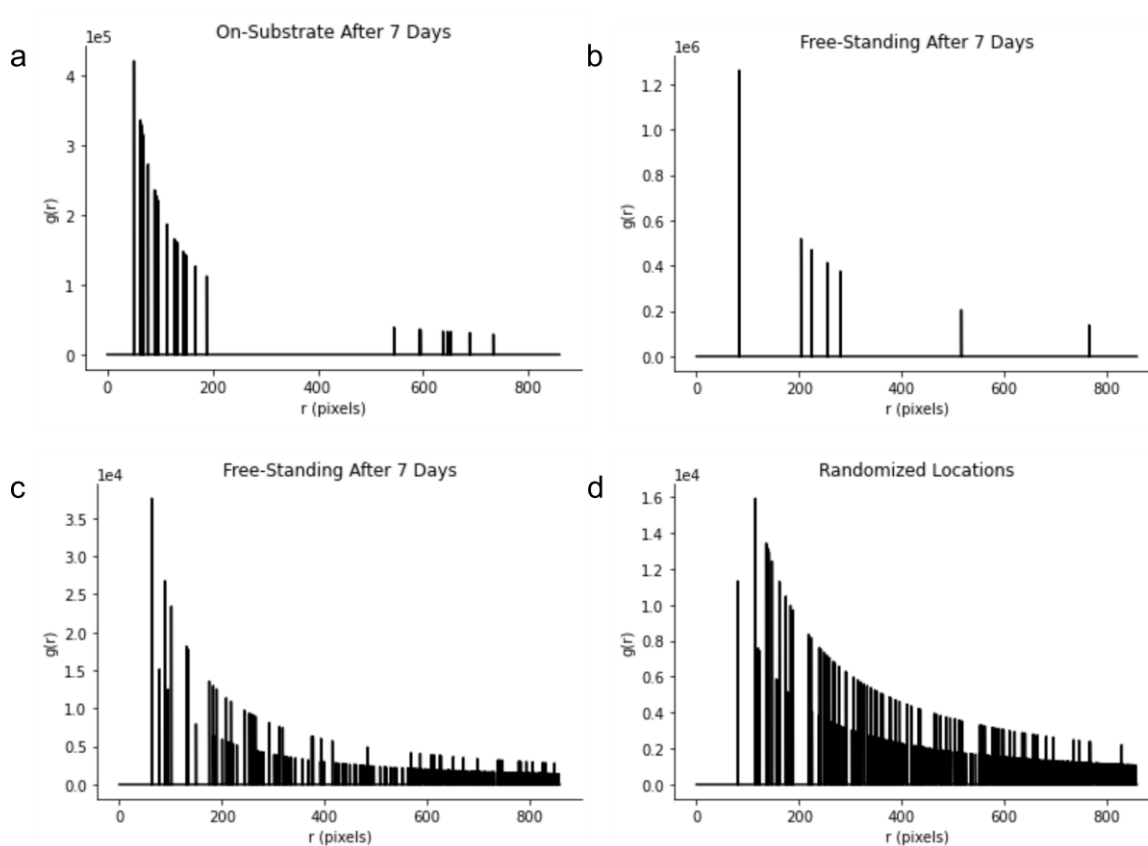 a
On-Substrate After 7 Days
1e5
4
3
2
1
0
g(r)
0 200 400 600 800
r (pixels)
b
Free-Standing After 7 Days
1e6
1.2
1.0
0.8
0.6
0.4
0.2
0.0
g(r)
0 200 400 600 800
r (pixels)
c
Free-Standing After 7 Days
1e4
3.5
3.0
2.5
2.0
1.5
1.0
0.5
0.0
g(r)
0 200 400 600 800
r (pixels)
d
Randomized Locations
1e4
1.6
1.4
1.2
1.0
0.8
0.6
0.4
0.2
0.0
g(r)
0 200 400 600 800
r (pixels)